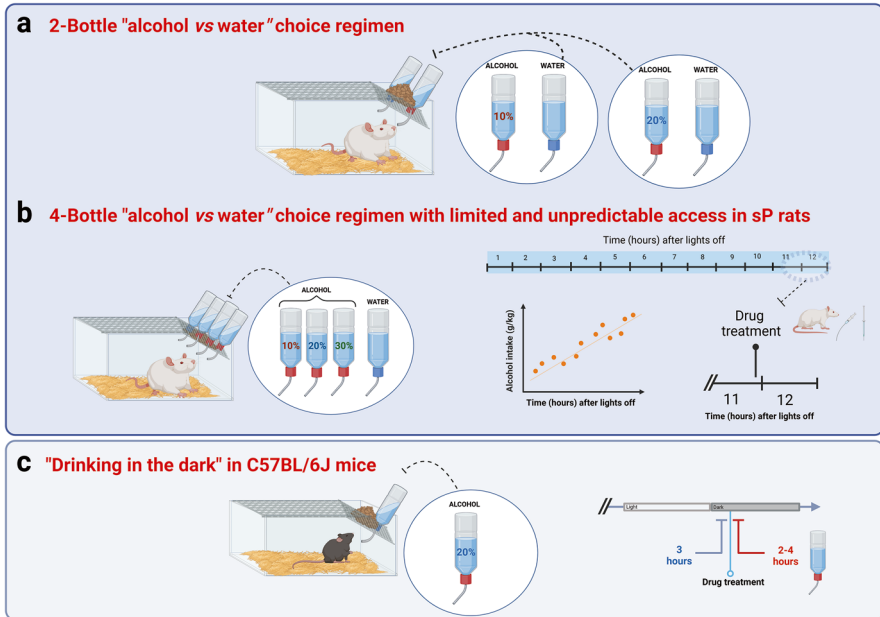 a 2-Bottle "alcohol vs water" choice regimen
ALCOHOL WATER ALCOHOL WATER
10% 20%
b 4-Bottle "alcohol vs water" choice regimen with limited and unpredictable access in sP rats
Time (hours) after lights off
1 2 3 4 5 6 7 8 9 10 11 12
ALCOHOL
WATER
10% 20% 30%
Alcohol intake (g/kg)
Time (hours) after lights off
Drug
treatment
11 12
Time (hours) after lights off
c "Drinking in the dark" in C57BL/6J mice
ALCOHOL
20%
Light Dark
3
hours
2-4
hours
Drug treatment